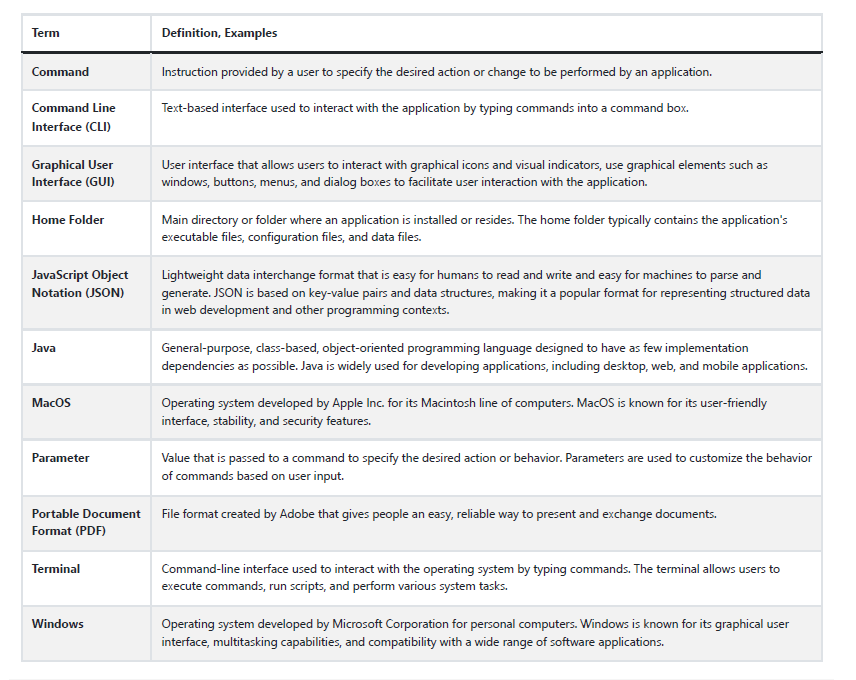 Term
Definition, Examples
Command
Instruction provided by a user to specify the desired action or change to be performed by an application.
Command Line
Interface (CLI)
Text-based interface used to interact with the application by typing commands into a command box.
Graphical User
Interface (GUI)
User interface that allows users to interact with graphical icons and visual indicators, use graphical elements such as
windows, buttons, menus, and dialog boxes to facilitate user interaction with the application.
Home Folder
Main directory or folder where an application is installed or resides. The home folder typically contains the application's
executable files, configuration files, and data files.
JavaScript Object
Notation (JSON)
Lightweight data interchange format that is easy for humans to read and write and easy for machines to parse and
generate. JSON is based on key-value pairs and data structures, making it a popular format for representing structured data
in web development and other programming contexts.
Java
General-purpose, class-based, object-oriented programming language designed to have as few implementation
dependencies as possible. Java is widely used for developing applications, including desktop, web, and mobile applications.
MacOS
Operating system developed by Apple Inc. for its Macintosh line of computers. MacOS is known for its user-friendly
interface, stability, and security features.
Parameter
Value that is passed to a command to specify the desired action or behavior. Parameters are used to customize the behavior
of commands based on user input.
Portable Document
Format (PDF)
File format created by Adobe that gives people an easy, reliable way to present and exchange documents.
Terminal
Command-line interface used to interact with the operating system by typing commands. The terminal allows users to
execute commands, run scripts, and perform various system tasks.
Windows
Operating system developed by Microsoft Corporation for personal computers. Windows is known for its graphical user
interface, multitasking capabilities, and compatibility with a wide range of software applications.